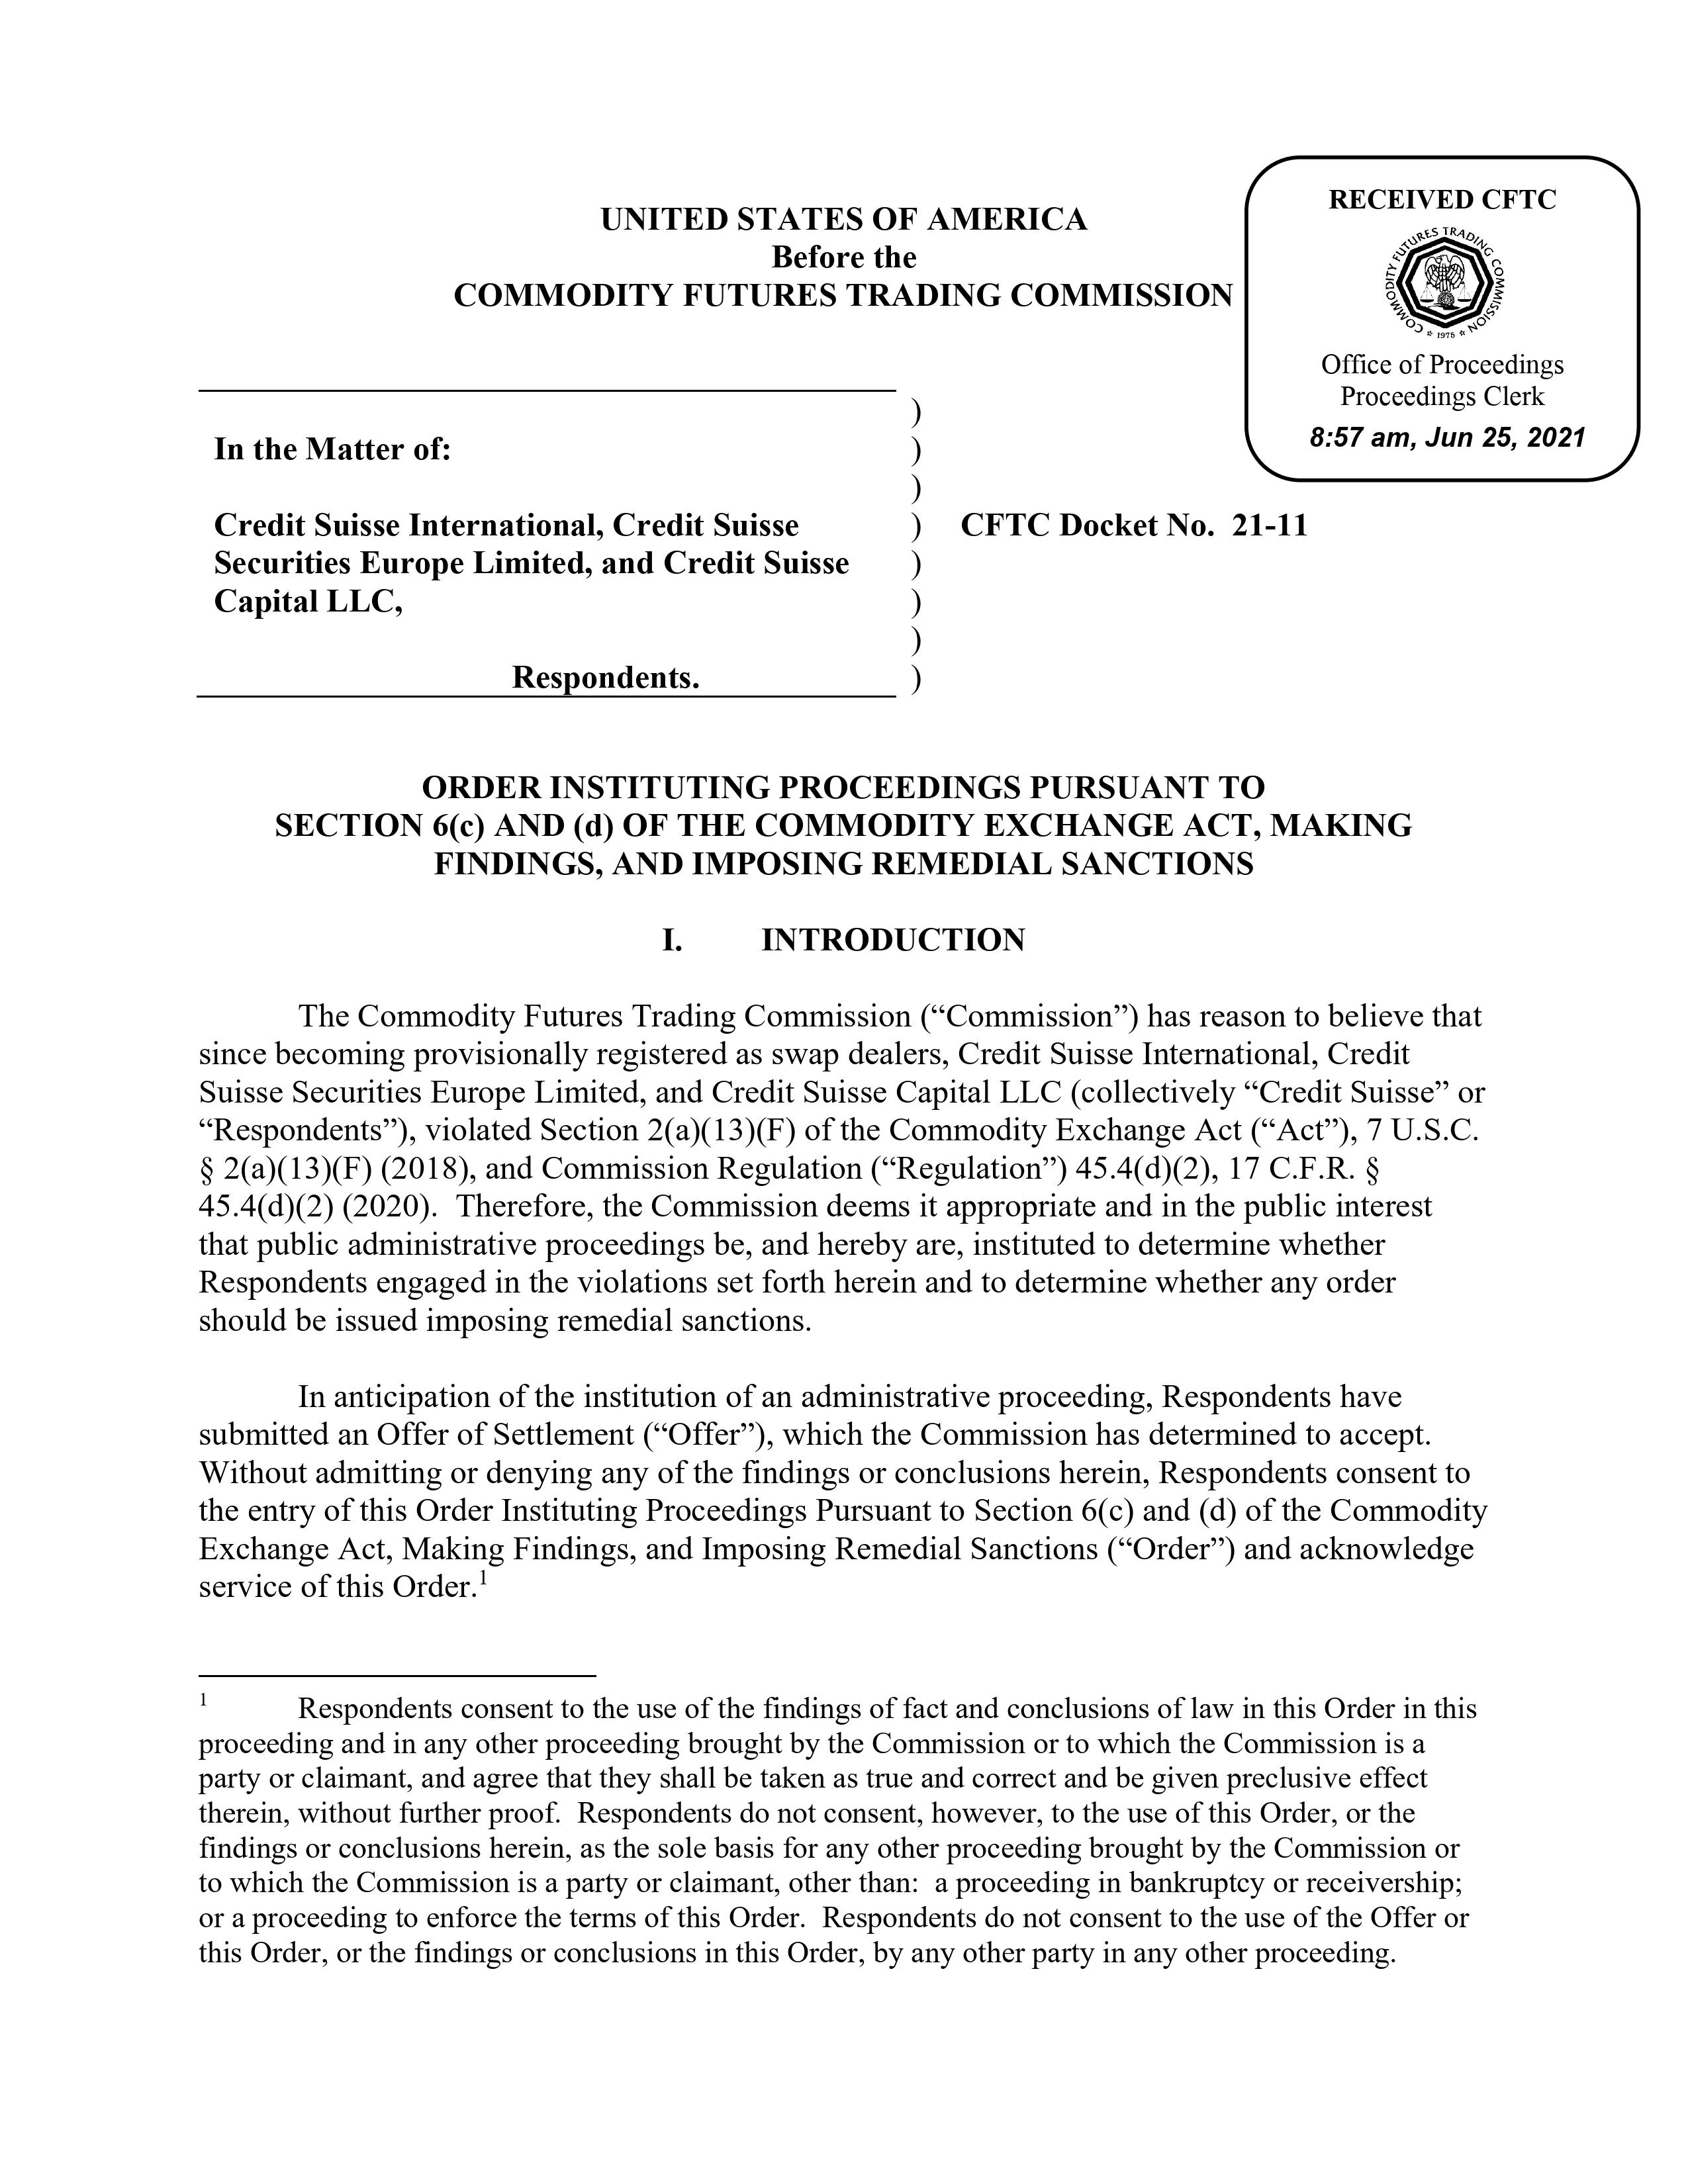 UNITED STATES OF AMERICA
Before the
COMMODITY FUTURES TRADING COMMISSION
RECEIVED CFTC
COMMODITY FUTURES TRADING COMMISSION
* 1975 *
Office of Proceedings
Proceedings Clerk
8:57 am, Jun 25, 2021
)
In the Matter of: )
)
Credit Suisse International, Credit Suisse ) CFTC Docket No. 21-11
Securities Europe Limited, and Credit Suisse )
Capital LLC, )
)
Respondents. )
ORDER INSTITUTING PROCEEDINGS PURSUANT TO
SECTION 6(c) AND (d) OF THE COMMODITY EXCHANGE ACT, MAKING
FINDINGS, AND IMPOSING REMEDIAL SANCTIONS
I. INTRODUCTION
The Commodity Futures Trading Commission (“Commission”) has reason to believe that
since becoming provisionally registered as swap dealers, Credit Suisse International, Credit
Suisse Securities Europe Limited, and Credit Suisse Capital LLC (collectively “Credit Suisse” or
“Respondents”), violated Section 2(a)(13)(F) of the Commodity Exchange Act (“Act”), 7 U.S.C.
§ 2(a)(13)(F) (2018), and Commission Regulation (“Regulation”) 45.4(d)(2), 17 C.F.R. §
45.4(d)(2) (2020). Therefore, the Commission deems it appropriate and in the public interest
that public administrative proceedings be, and hereby are, instituted to determine whether
Respondents engaged in the violations set forth herein and to determine whether any order
should be issued imposing remedial sanctions.
In anticipation of the institution of an administrative proceeding, Respondents have
submitted an Offer of Settlement (“Offer”), which the Commission has determined to accept.
Without admitting or denying any of the findings or conclusions herein, Respondents consent to
the entry of this Order Instituting Proceedings Pursuant to Section 6(c) and (d) of the Commodity
Exchange Act, Making Findings, and Imposing Remedial Sanctions (“Order”) and acknowledge
service of this Order.1
1 Respondents consent to the use of the findings of fact and conclusions of law in this Order in this
proceeding and in any other proceeding brought by the Commission or to which the Commission is a
party or claimant, and agree that they shall be taken as true and correct and be given preclusive effect
therein, without further proof. Respondents do not consent, however, to the use of this Order, or the
findings or conclusions herein, as the sole basis for any other proceeding brought by the Commission or
to which the Commission is a party or claimant, other than: a proceeding in bankruptcy or receivership;
or a proceeding to enforce the terms of this Order. Respondents do not consent to the use of the Offer or
this Order, or the findings or conclusions in this Order, by any other party in any other proceeding.